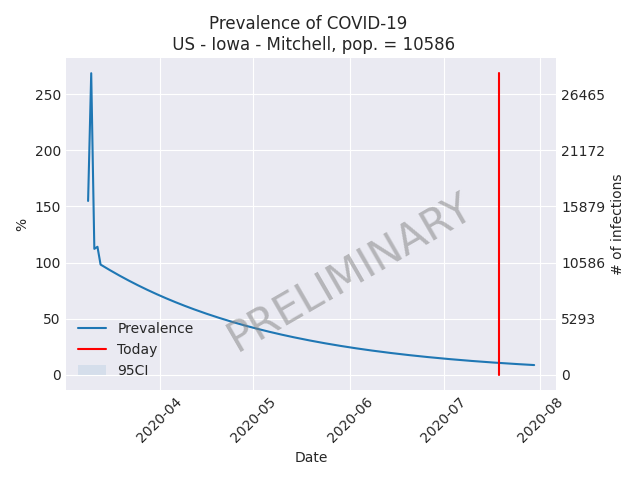 Prevalence of COVID-19
US - Iowa - Mitchell, pop. = 10586
%
250
200
150
100
50
0
26465
21172
15879
10586
5293
0
# of infections
PRELIMINARY
Prevalence
Today
95CI
2020-04
2020-05
2020-06
2020-07
2020-08
Date